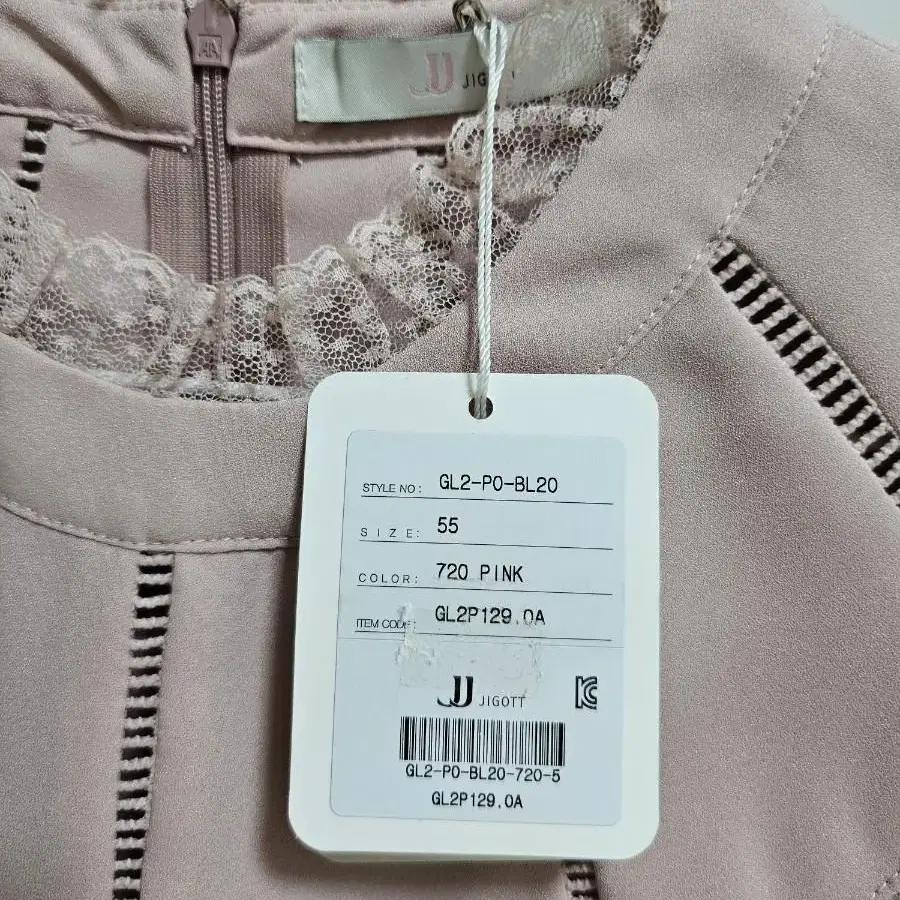 JJ JIGOTT
STYLE NO: GL2-PO-BL20
SIZE: 55
COLOR: 720 PINK
ITEM CODE: GL2P129.0A
JJ JIGOTT
GL2-PO-BL20-720-5
GL2P129.0A